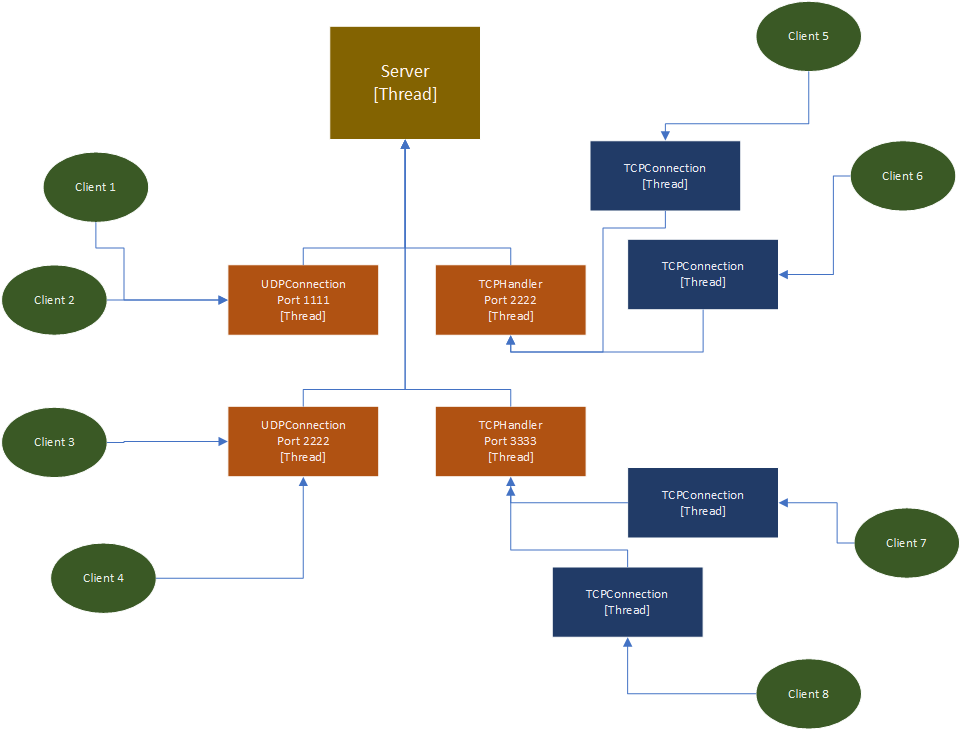 Client 5
Server
[Thread]
TCPConnection
[Thread]
Client 6
Client 1
TCPConnection
[Thread]
Client 2
UDPConnection
Port 1111
[Thread]
TCPHandler
Port 2222
[Thread]
Client 3
UDPConnection
Port 2222
[Thread]
TCPHandler
Port 3333
[Thread]
TCPConnection
[Thread]
Client 7
Client 4
TCPConnection
[Thread]
Client 8